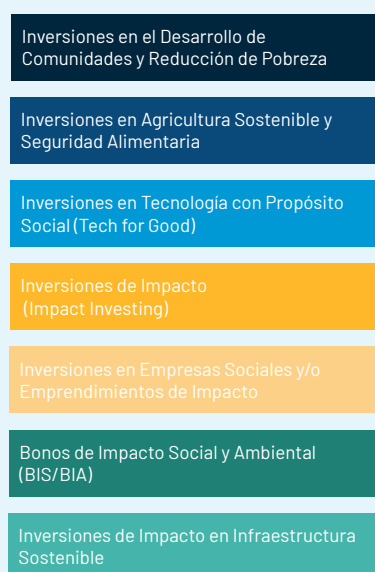 Inversiones en el Desarrollo de
Comunidades y Reducción de Pobreza
Inversiones en Agricultura Sostenible y
Seguridad Alimentaria
Inversiones en Tecnología con Propósito
Social (Tech for Good)
Inversiones de Impacto
(Impact Investing)
Inversiones en Empresas Sociales y/o
Emprendimientos de Impacto
Bonos de Impacto Social y Ambiental
(BIS/BIA)
Inversiones de Impacto en Infraestructura
Sostenible